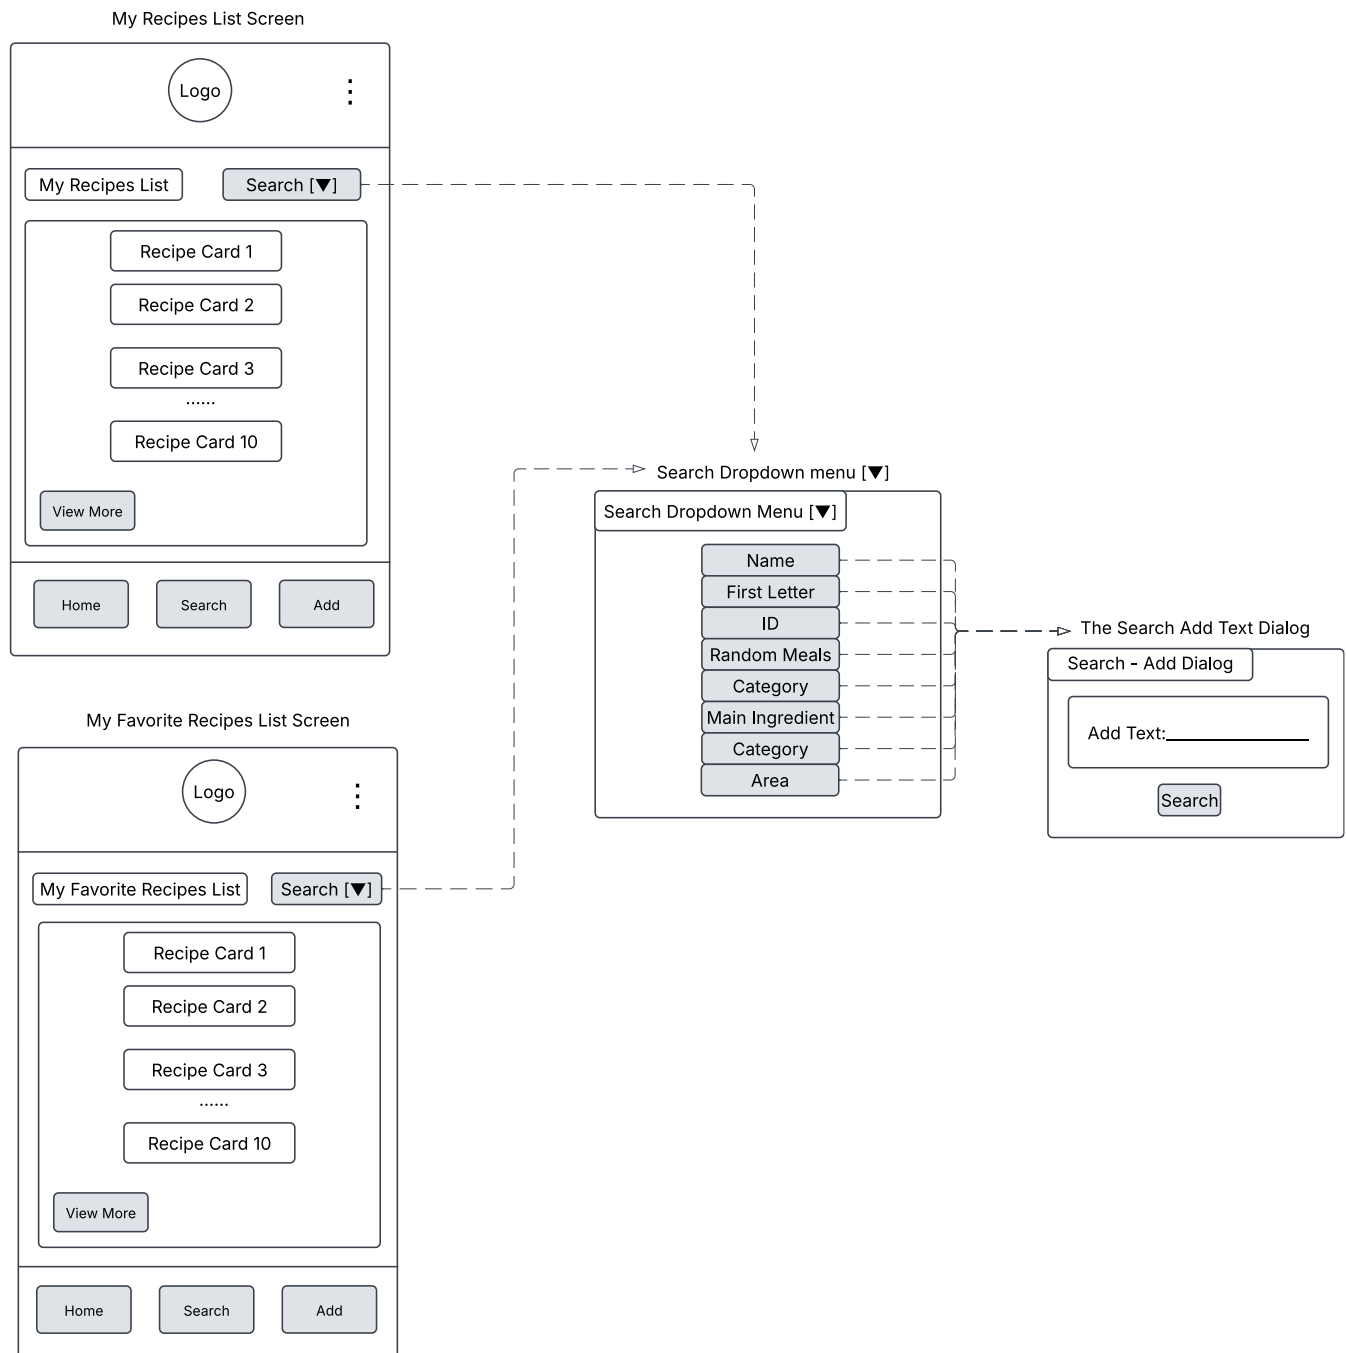 My Recipes List Screen
Logo
⋮
My Recipes List
Search [▼]
Recipe Card 1
Recipe Card 2
Recipe Card 3
......
Recipe Card 10
View More
Home
Search
Add
Search Dropdown menu [▼]
Search Dropdown Menu [▼]
Name
First Letter
ID
Random Meals
Category
Main Ingredient
Category
Area
The Search Add Text Dialog
Search - Add Dialog
Add Text:
Search
My Favorite Recipes List Screen
Logo
⋮
My Favorite Recipes List
Search [▼]
Recipe Card 1
Recipe Card 2
Recipe Card 3
......
Recipe Card 10
View More
Home
Search
Add